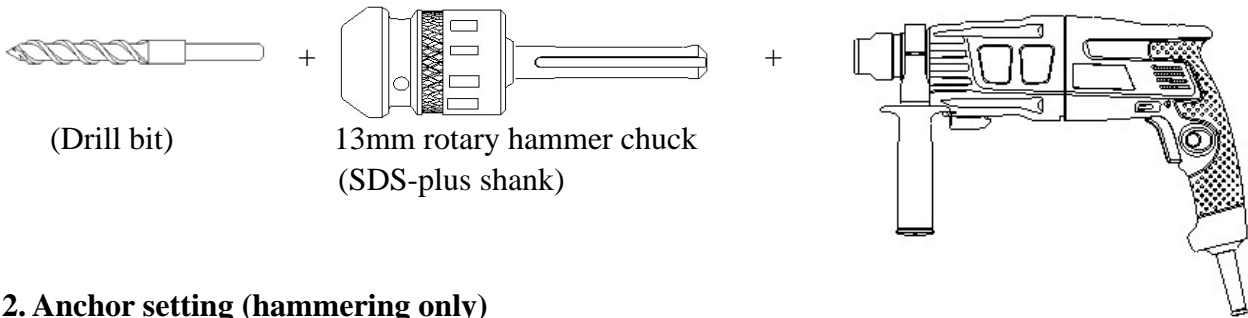 + +
(Drill bit) 13mm rotary hammer chuck
(SDS-plus shank)
2. Anchor setting (hammering only)